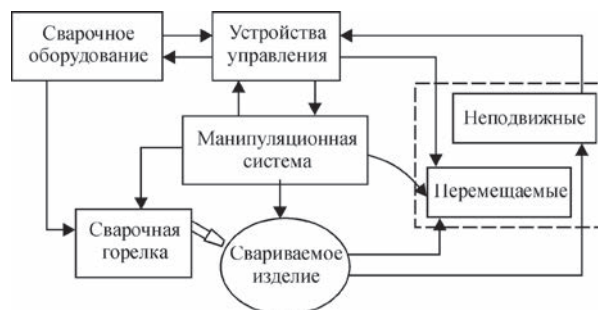 Сварочное
оборудование
Устройства
управления
Неподвижные
Манипуляционная
система
Перемещаемые
Сварочная
горелка
Свариваемое
изделие